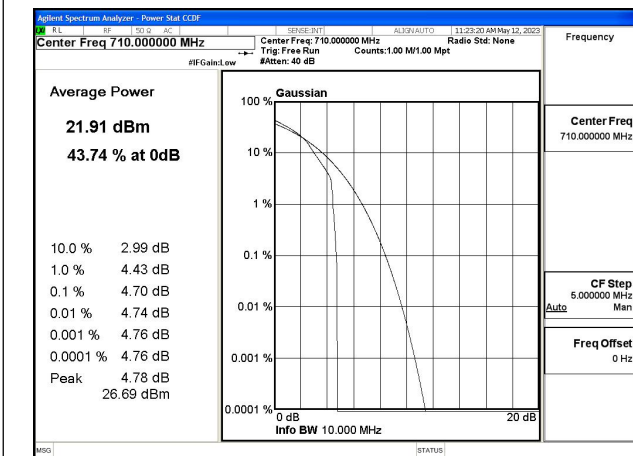 Agilent Spectrum Analyzer - Power Stat CCDF
RL RF 50 Ω AC SENSE:INT ALIGN AUTO 11:23:20 AM May 12, 2023
Center Freq 710.000000 MHz
Center Freq: 710.000000 MHz Radio Std: None
Trig: Free Run Counts:1.00 M/1.00 Mpt
#IFGain:Low #Atten: 40 dB
Frequency
Average Power
21.91 dBm
43.74 % at 0dB
10.0 % 2.99 dB
1.0 % 4.43 dB
0.1 % 4.70 dB
0.01 % 4.74 dB
0.001 % 4.76 dB
0.0001 % 4.76 dB
Peak 4.78 dB
26.69 dBm
Gaussian
100 %
10 %
1 %
0.1 %
0.01 %
0.001 %
0.0001 %
0 dB 20 dB
Info BW 10.000 MHz
Center Freq
710.000000 MHz
CF Step
5.000000 MHz
Auto Man
Freq Offset
0 Hz
MSG STATUS